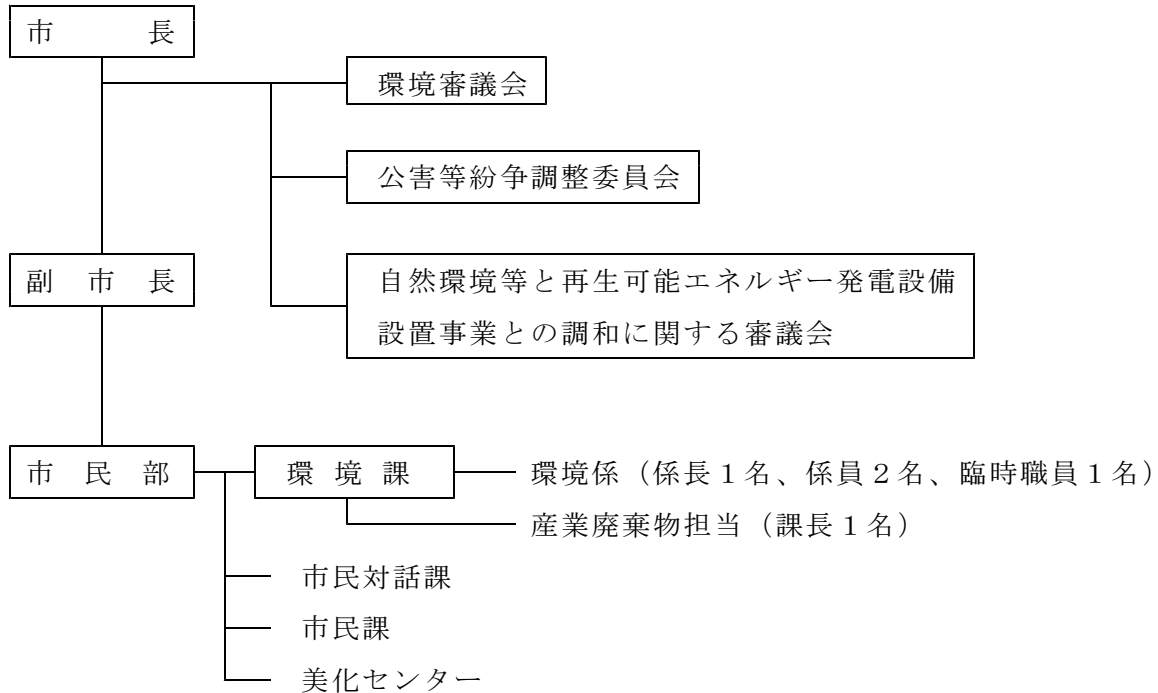 市長
環境審議会
公害等紛争調整委員会
副市長
自然環境等と再生可能エネルギー発電設備
設置事業との調和に関する審議会
市民部
環境課
環境係（係長１名、係員２名、臨時職員１名）
産業廃棄物担当（課長１名）
市民対話課
市民課
美化センター